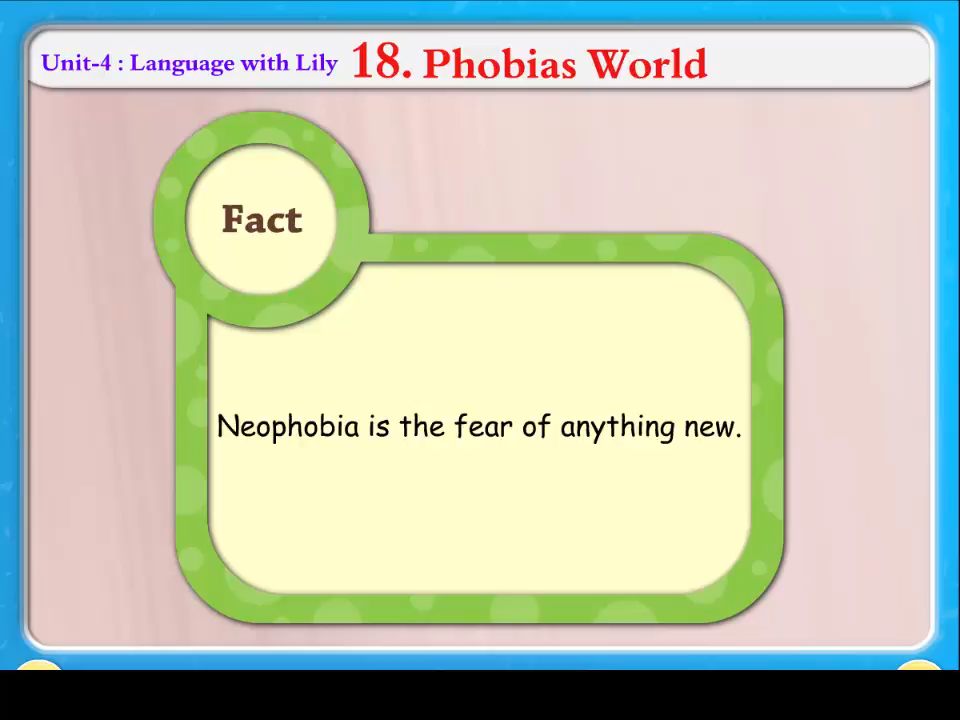 Unit-4 : Language with Lily 18. Phobias World
Fact
Neophobia is the fear of anything new.